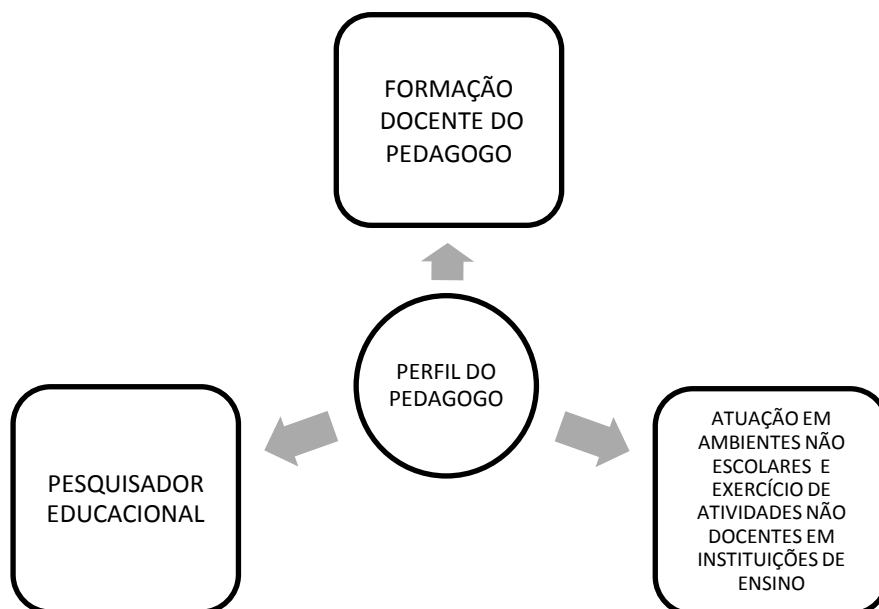 FORMAÇÃO
DOCENTE DO
PEDAGOGO
PERFIL DO
PEDAGOGO
PESQUISADOR
EDUCACIONAL
ATUAÇÃO EM
AMBIENTES NÃO
ESCOLARES E
EXERCÍCIO DE
ATIVIDADES NÃO
DOCENTES EM
INSTITUIÇÕES DE
ENSINO